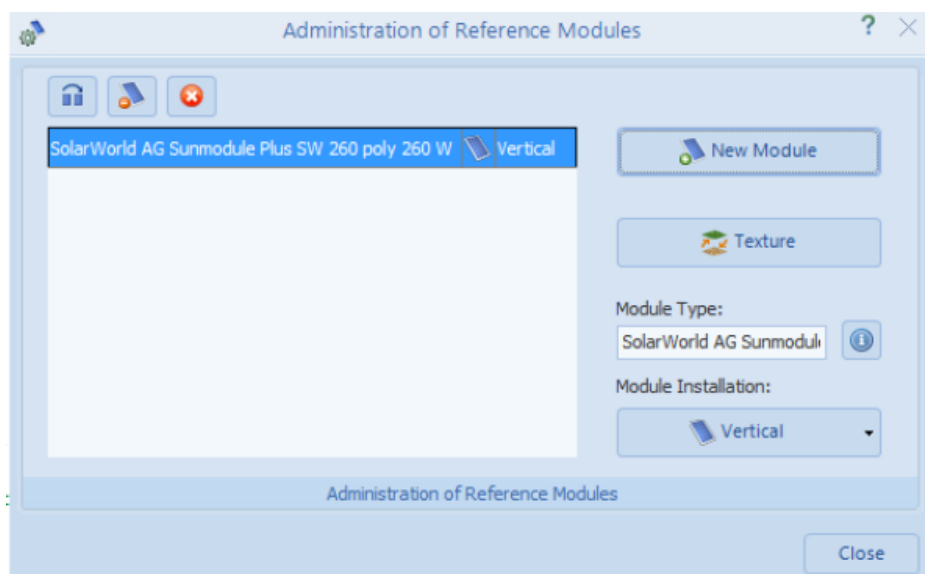 Administration of Reference Modules ?
SolarWorld AG Sunmodule Plus SW 260 poly 260 W Vertical
New Module
Texture
Module Type:
SolarWorld AG Sunmodul
Module Installation:
Vertical
Administration of Reference Modules
Close